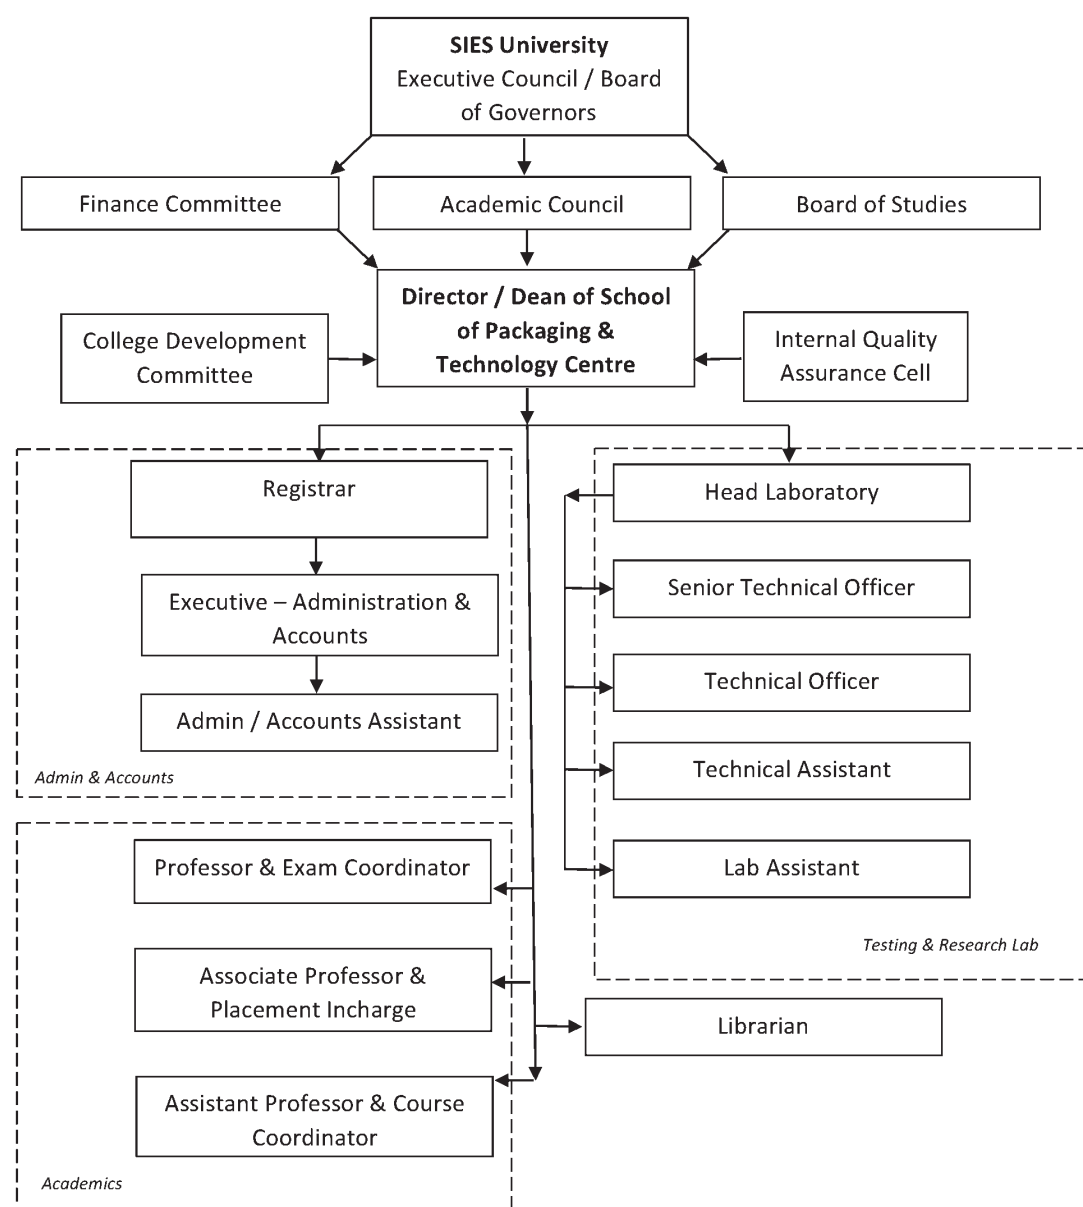 SIES University
Executive Council / Board
of Governors
Finance Committee
Academic Council
Board of Studies
Director / Dean of School
of Packaging &
Technology Centre
College Development
Committee
Internal Quality
Assurance Cell
Registrar
Executive – Administration &
Accounts
Admin / Accounts Assistant
Admin & Accounts
Head Laboratory
Senior Technical Officer
Technical Officer
Technical Assistant
Lab Assistant
Testing & Research Lab
Professor & Exam Coordinator
Associate Professor &
Placement Incharge
Assistant Professor & Course
Coordinator
Academics
Librarian